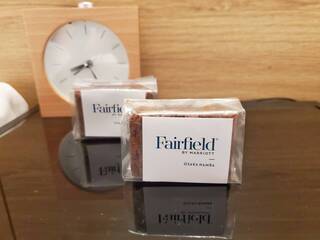 Fairfield
BY MARRIOTT
OSAKA NAMBA
Fairfield